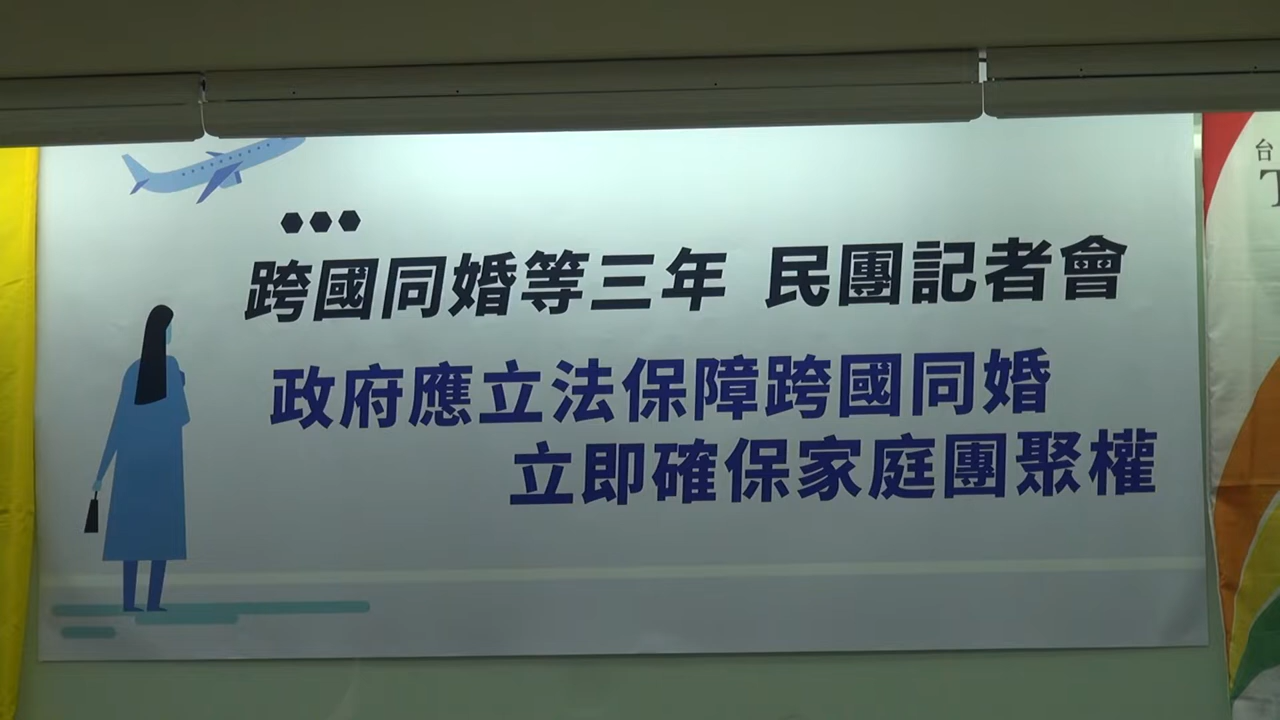 跨國同婚等三年 民團記者會
政府應立法保障跨國同婚
立即確保家庭團聚權
台
T